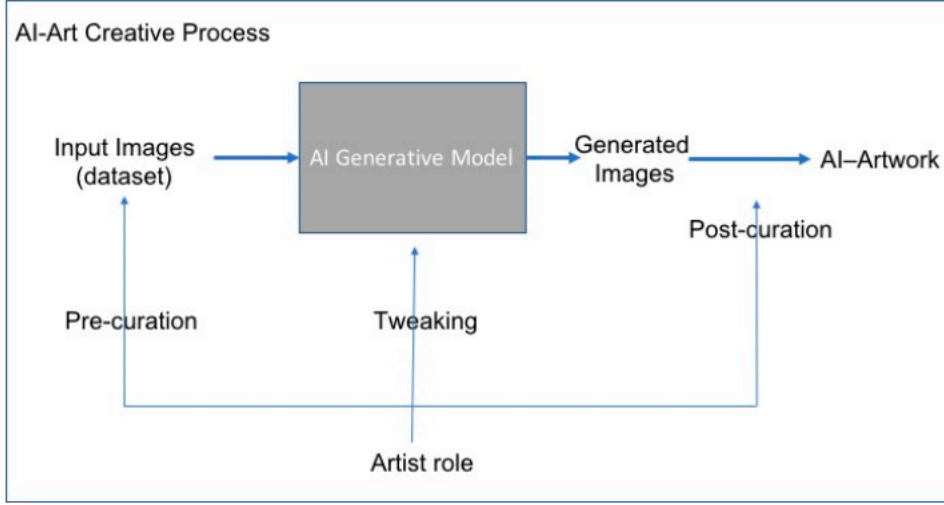 AI-Art Creative Process
Input Images
(dataset)
AI Generative Model
Generated
Images
AI–Artwork
Post-curation
Pre-curation
Tweaking
Artist role